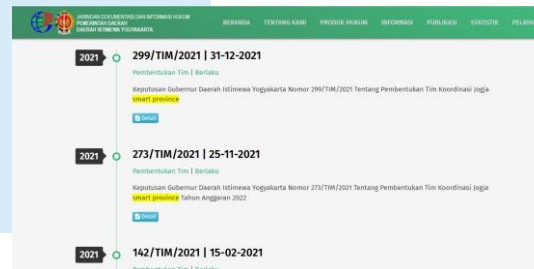 JARINGAN DOKUMENTASI DAN INFORMASI HUKUM
PEMERINTAH DAERAH
DAERAH ISTIMEWA YOGYAKARTA
BERANDA TENTANG KAMI PRODUK HUKUM INFORMASI PUBLIKASI STATISTIK
2021 299/TIM/2021 | 31-12-2021
Pembentukan Tim | Berlaku
Keputusan Gubernur Daerah Istimewa Yogyakarta Nomor 299/TIM/2021 Tentang Pembentukan Tim Koordinasi Jogja
smart province
Detail
2021 273/TIM/2021 | 25-11-2021
Pembentukan Tim | Berlaku
Keputusan Gubernur Daerah Istimewa Yogyakarta Nomor 273/TIM/2021 Tentang Pembentukan Tim Koordinasi Jogja
smart province Tahun Anggaran 2022
Detail
2021 142/TIM/2021 | 15-02-2021
Pembentukan Tim | Berlaku